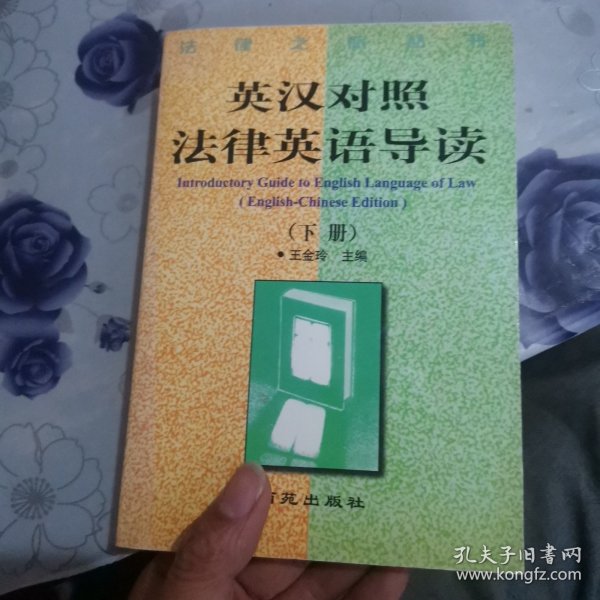 英汉对照
法律英语导读
Introductory Guide to English Language of Law
( English-Chinese Edition )
（下 册）
• 王金玲 主编
苑出版社
孔夫子旧书网
www.kongfz.com